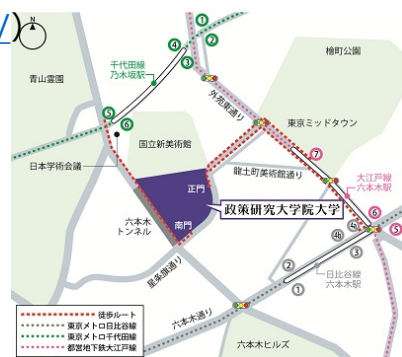 /)
N
①
②
④
③
千代田線
乃木坂駅
檜町公園
青山霊園
外苑東通り
⑤
⑥
国立新美術館
東京ミッドタウン
日本学術会議
⑦
龍土町美術館通り
大江戸線
六本木駅
正門
政策研究大学院大学
六本木
トンネル
南門
⑥
4a
4b
③
⑤
星条旗通り
②
①
日比谷線
六本木駅
六本木通り
六本木ヒルズ
徒歩ルート
東京メトロ日比谷線
東京メトロ千代田線
都営地下鉄大江戸線